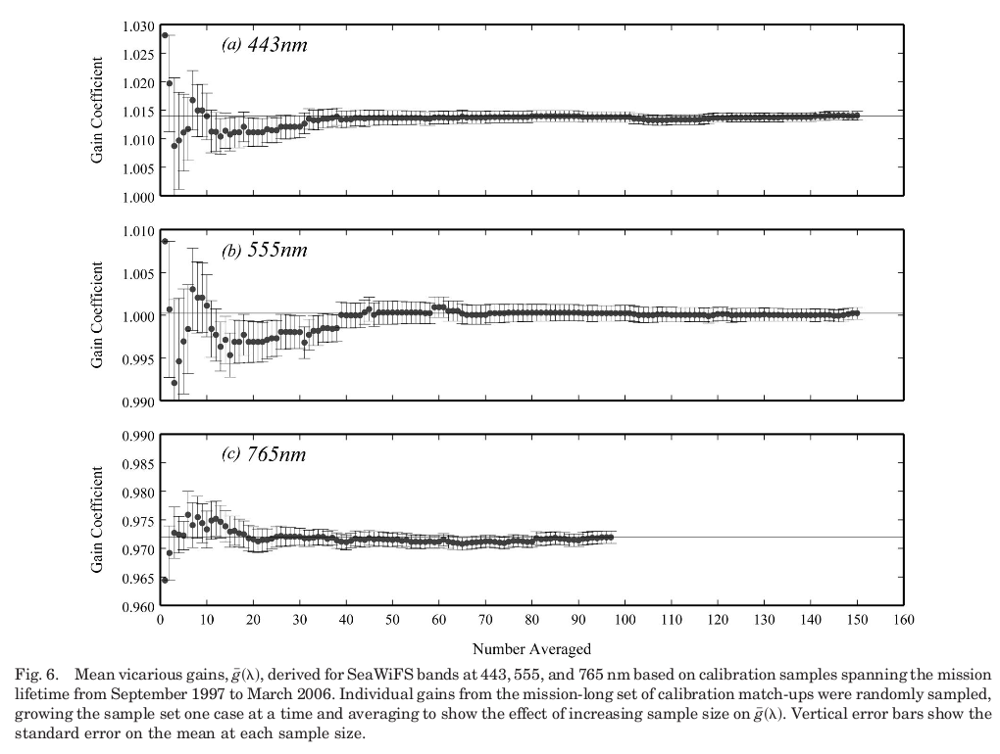 1.030
(a) 443nm
1.025
1.020
1.015
1.010
1.005
1.000
Gain Coefficient
1.010
(b) 555nm
1.005
1.000
0.995
0.990
Gain Coefficient
0.990
(c) 765nm
0.985
0.980
0.975
0.970
0.965
0.960
Gain Coefficient
0 10 20 30 40 50 60 70 80 90 100 110 120 130 140 150 160
Number Averaged
Fig. 6. Mean vicarious gains, ḡ(λ), derived for SeaWiFS bands at 443, 555, and 765 nm based on calibration samples spanning the mission
lifetime from September 1997 to March 2006. Individual gains from the mission-long set of calibration match-ups were randomly sampled,
growing the sample set one case at a time and averaging to show the effect of increasing sample size on ḡ(λ). Vertical error bars show the
standard error on the mean at each sample size.